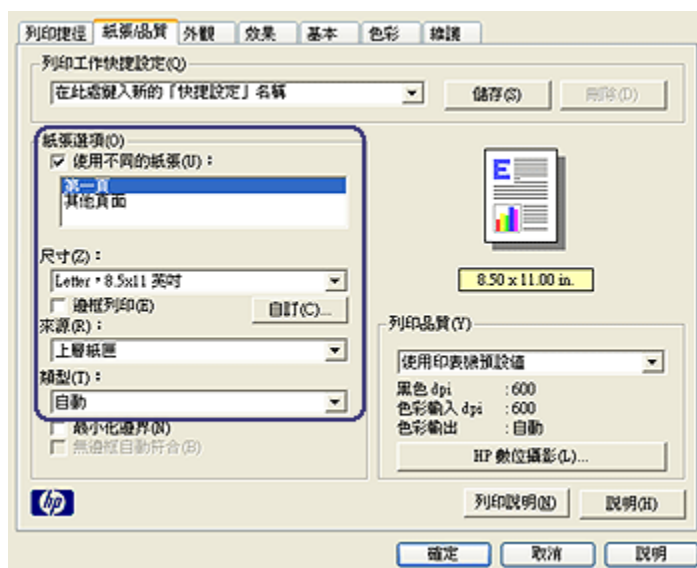 列印捷徑 紙張/品質 外觀 效果 基本 色彩 維護
列印工作快捷設定(Q)
在此處鍵入新的「快捷設定」名稱
儲存(S) 刪除(D)
紙張選項(O)
使用不同的紙張(U)：
第一頁
其他頁面
尺寸(Z)：
Letter，8.5x11 英吋
邊框列印(E) 自訂(C)...
來源(R)：
上層紙匣
類型(T)：
自動
最小化邊界(N)
無邊框自動符合(B)
E
8.50 x 11.00 in.
列印品質(Y)
使用印表機預設值
黑色 dpi :600
色彩輸入 dpi :600
色彩輸出 :自動
HP 數位攝影(L)...
hp
列印說明(N) 說明(H)
確定 取消 說明